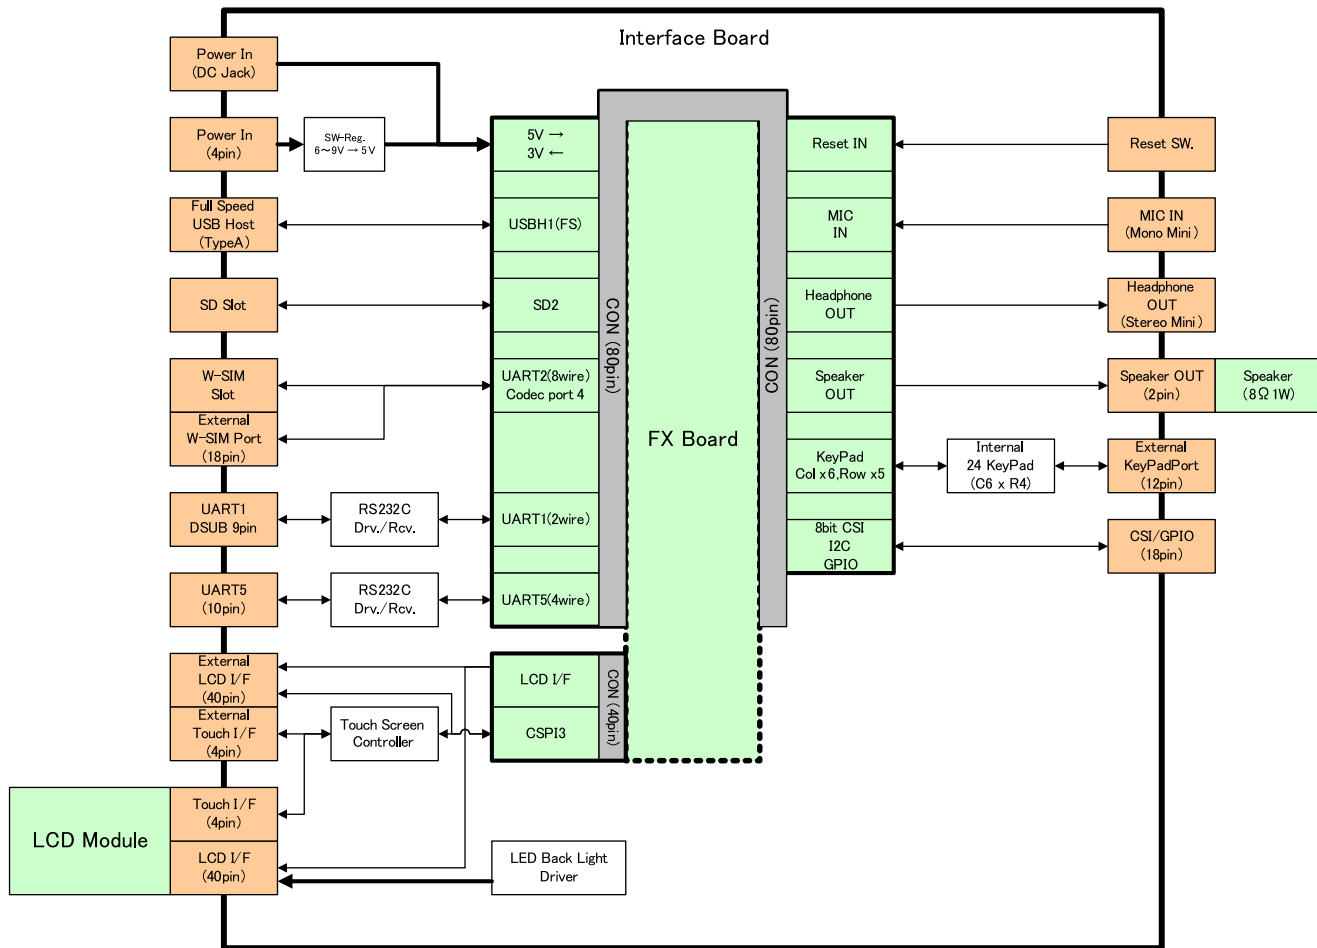 Interface Board
Power In
(DC Jack)
Power In
(4pin)
SW-Reg.
6～9V → 5V
5V →
3V ←
Reset IN
Reset SW.
Full Speed
USB Host
(TypeA)
USBH1(FS)
MIC
IN
MIC IN
(Mono Mini)
SD Slot
SD2
Headphone
OUT
Headphone
OUT
(Stereo Mini)
CON (80pin)
CON (80pin)
W-SIM
Slot
UART2(8wire)
Codec port 4
Speaker
OUT
Speaker OUT
(2pin)
Speaker
(8Ω 1W)
External
W-SIM Port
(18pin)
FX Board
KeyPad
Col x6,Row x5
Internal
24 KeyPad
(C6 x R4)
External
KeyPadPort
(12pin)
UART1
DSUB 9pin
RS232C
Drv./Rcv.
UART1(2wire)
8bit CSI
I2C
GPIO
CSI/GPIO
(18pin)
UART5
(10pin)
RS232C
Drv./Rcv.
UART5(4wire)
External
LCD I/F
(40pin)
LCD I/F
CON (40pin)
External
Touch I/F
(4pin)
Touch Screen
Controller
CSPI3
LCD Module
Touch I/F
(4pin)
LCD I/F
(40pin)
LED Back Light
Driver